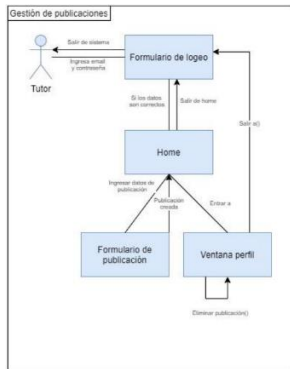 Gestión de publicaciones
Salir de sistema
Ingresa email
y contraseña
Tutor
Formulario de logeo
Si los datos
son correctos
Salir de home
Salir a()
Home
Ingresar datos de
publicación
Publicación
creada
Entrar a
Formulario de
publicación
Ventana perfil
Eliminar publicación()